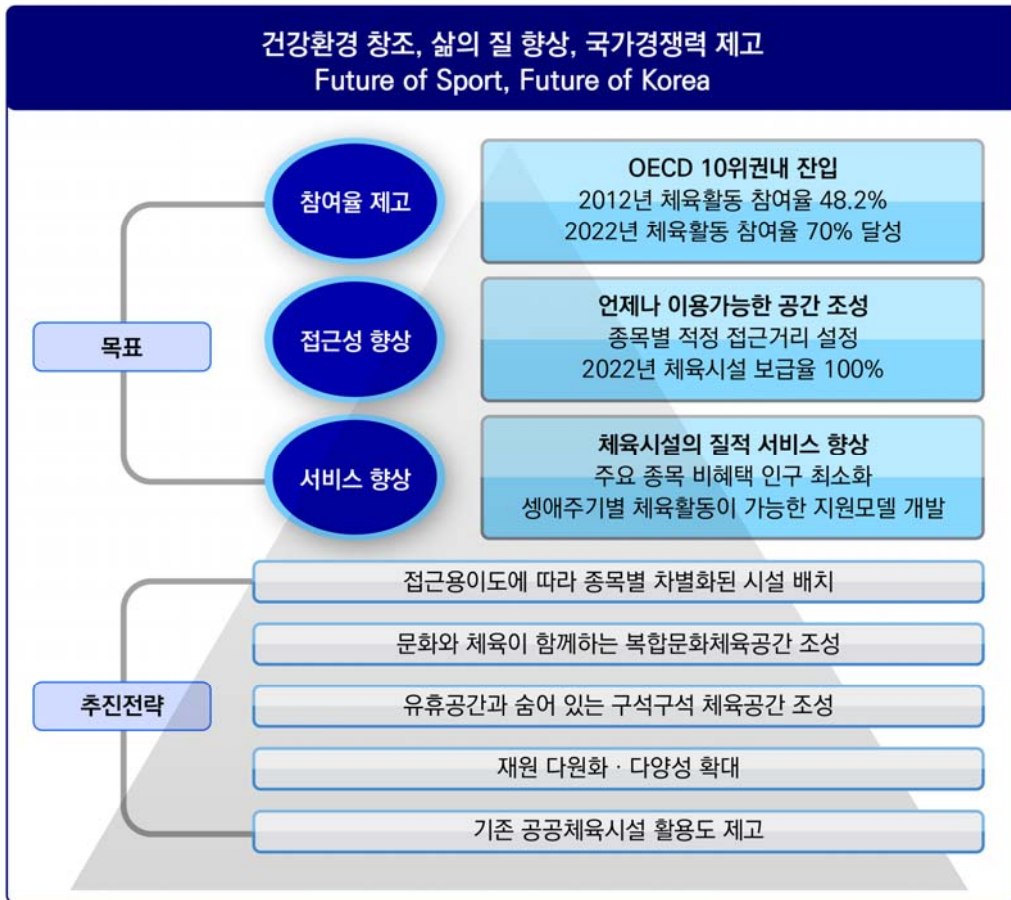 건강환경 창조, 삶의 질 향상, 국가경쟁력 제고
Future of Sport, Future of Korea
목표
참여율 제고
OECD 10위권내 잔입
2012년 체육활동 참여율 48.2%
2022년 체육활동 참여율 70% 달성
접근성 향상
언제나 이용가능한 공간 조성
종목별 적정 접근거리 설정
2022년 체육시설 보급율 100%
서비스 향상
체육시설의 질적 서비스 향상
주요 종목 비혜택 인구 최소화
셍애주기별 체육활동이 가능한 지원모델 개발
추진전략
접근용이도에 따라 종목별 차별화된 시설 배치
문화와 체육이 함께하는 복합문화체육공간 조성
유휴공간과 숨어 있는 구석구석 체육공간 조성
재원 다원화 · 다양성 확대
기존 공공체육시설 활용도 제고